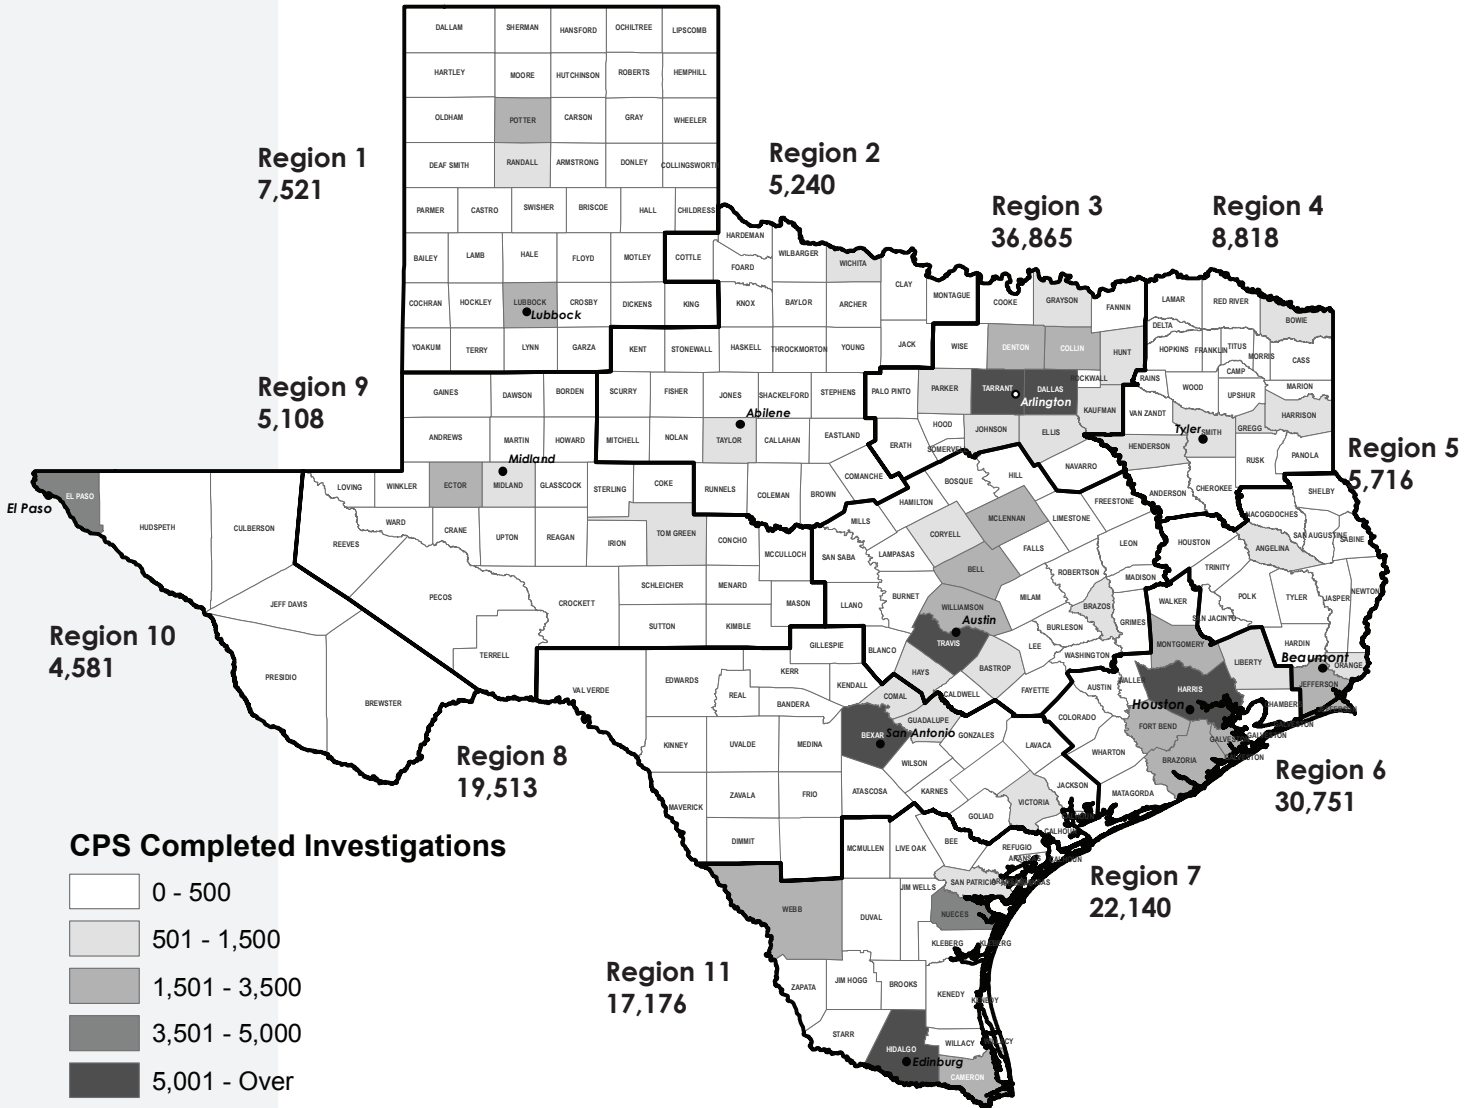 DALLAM SHERMAN HANSFORD OCHILTREE LIPSCOMB
HARTLEY MOORE HUTCHINSON ROBERTS HEMPHILL
OLDHAM POTTER CARSON GRAY WHEELER
DEAF SMITH RANDALL ARMSTRONG DONLEY COLLINGSWORTH
PARMER CASTRO SWISHER BRISCOE HALL CHILDRESS
BAILEY LAMB HALE FLOYD MOTLEY COTTLE
COCHRAN HOCKLEY LUBBOCK CROSBY DICKENS KING
Lubbock
YOAKUM TERRY LYNN GARZA KENT STONEWALL HASKELL THROCKMORTON YOUNG JACK
Region 1
7,521
Region 2
5,240
Region 3
36,865
Region 4
8,818
HARDEMAN FOARD WILBARGER WICHITA CLAY MONTAGUE
KNOX BAYLOR ARCHER
COOKE GRAYSON FANNIN LAMAR RED RIVER BOWIE
DELTA
WISE DENTON COLLIN HUNT HOPKINS FRANKLIN TITUS MORRIS CASS
ROCKWALL RAINS WOOD CAMP UPSHUR MARION
PALO PINTO PARKER TARRANT DALLAS KAUFMAN VAN ZANDT HARRISON
Arlington
HOOD JOHNSON ELLIS HENDERSON SMITH GREGG
Tyler
ERATH SOMERVELL NAVARRO RUSK PANOLA
ANDERSON CHEROKEE
Region 9
5,108
GAINES DAWSON BORDEN SCURRY FISHER JONES SHACKELFORD STEPHENS
Abilene
ANDREWS MARTIN HOWARD MITCHELL NOLAN TAYLOR CALLAHAN EASTLAND
Midland
LOVING WINKLER ECTOR MIDLAND GLASSCOCK STERLING COKE RUNNELS COLEMAN BROWN COMANCHE
Region 5
5,716
EL PASO
El Paso
HUDSPETH CULBERSON REEVES WARD CRANE UPTON REAGAN IRION TOM GREEN CONCHO MCCULLOCH
JEFF DAVIS PECOS CROCKETT SCHLEICHER MENARD MASON
SUTTON KIMBLE
PRESIDIO BREWSTER TERRELL
Region 10
4,581
HAMILTON BOSQUE HILL FREESTONE
MILLS CORYELL MCLENNAN LIMESTONE
SAN SABA LAMPASAS BELL FALLS LEON
LLANO BURNET MILAM ROBERTSON MADISON
WILLIAMSON BRAZOS GRIMES
Austin
BLANCO TRAVIS LEE BURLESON WASHINGTON
HAYS BASTROP CALDWELL FAYETTE
SHELBY
NACOGDOCHES
HOUSTON ANGELINA SAN AUGUSTINE SABINE
TRINITY POLK TYLER JASPER NEWTON
WALKER SAN JACINTO HARDIN
MONTGOMERY LIBERTY ORANGE
Beaumont
JEFFERSON
AUSTIN WALLER HARRIS
Houston
COLORADO FORT BEND GALVESTON
WHARTON BRAZORIA
MATAGORDA
GILLESPIE
VAL VERDE EDWARDS REAL KERR KENDALL
BANDERA COMAL
KINNEY UVALDE MEDINA BEXAR GUADALUPE
San Antonio
GONZALES LAVACA
WILSON
MAVERICK ZAVALA FRIO ATASCOSA KARNES VICTORIA JACKSON
DIMMIT GOLIAD
Region 8
19,513
Region 6
30,751
MCMULLEN LIVE OAK BEE REFUGIO
JIM WELLS SAN PATRICIO
WEBB DUVAL NUECES
KLEBERG
ZAPATA JIM HOGG BROOKS KENEDY
STARR HIDALGO WILLACY
Edinburg
CAMERON
Region 7
22,140
Region 11
17,176
CPS Completed Investigations
0 - 500
501 - 1,500
1,501 - 3,500
3,501 - 5,000
5,001 - Over